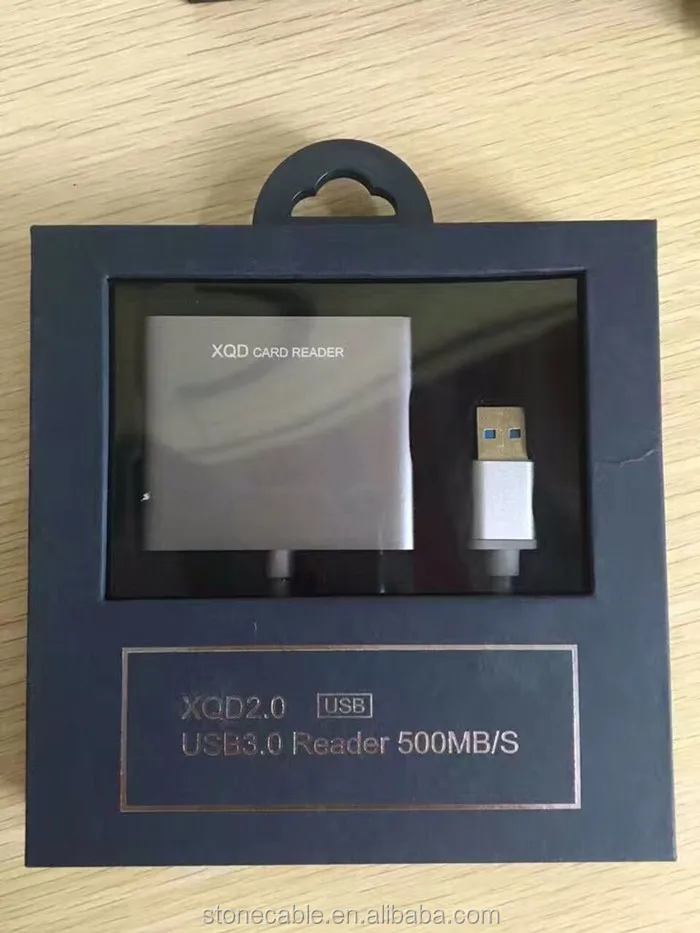 XQD CARD READER
XQD2.0 USB
USB3.0 Reader 500MB/S
stonecable.en.alibaba.com